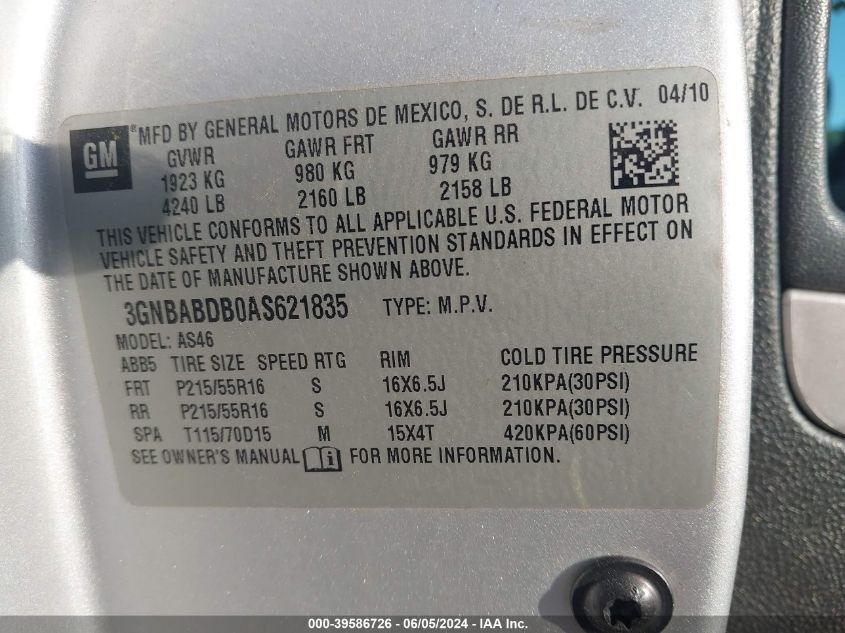 GM
®MFD BY GENERAL MOTORS DE MEXICO, S. DE R.L. DE C.V. 04/10
GVWR GAWR FRT GAWR RR
1923 KG 980 KG 979 KG
4240 LB 2160 LB 2158 LB
THIS VEHICLE CONFORMS TO ALL APPLICABLE U.S. FEDERAL MOTOR
VEHICLE SAFETY AND THEFT PREVENTION STANDARDS IN EFFECT ON
THE DATE OF MANUFACTURE SHOWN ABOVE.
3GNBABDB0AS621835 TYPE: M.P.V.
MODEL: AS46
ABB5 TIRE SIZE SPEED RTG RIM COLD TIRE PRESSURE
FRT P215/55R16 S 16X6.5J 210KPA(30PSI)
RR P215/55R16 S 16X6.5J 210KPA(30PSI)
SPA T115/70D15 M 15X4T 420KPA(60PSI)
SEE OWNER'S MANUAL FOR MORE INFORMATION.
000-39586726 - 06/05/2024 - IAA Inc.